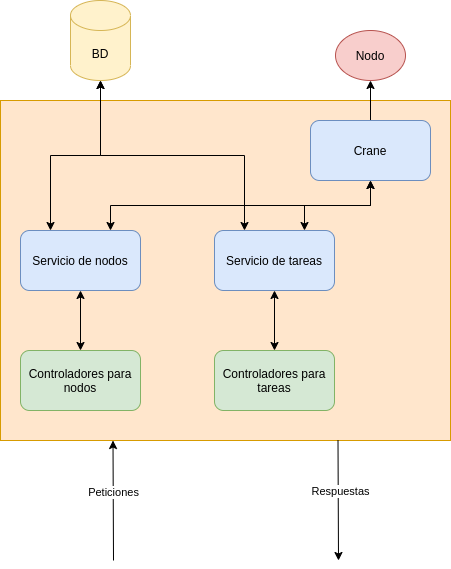 BD
Nodo
Crane
Servicio de nodos
Servicio de tareas
Controladores para
nodos
Controladores para
tareas
Peticiones
Respuestas